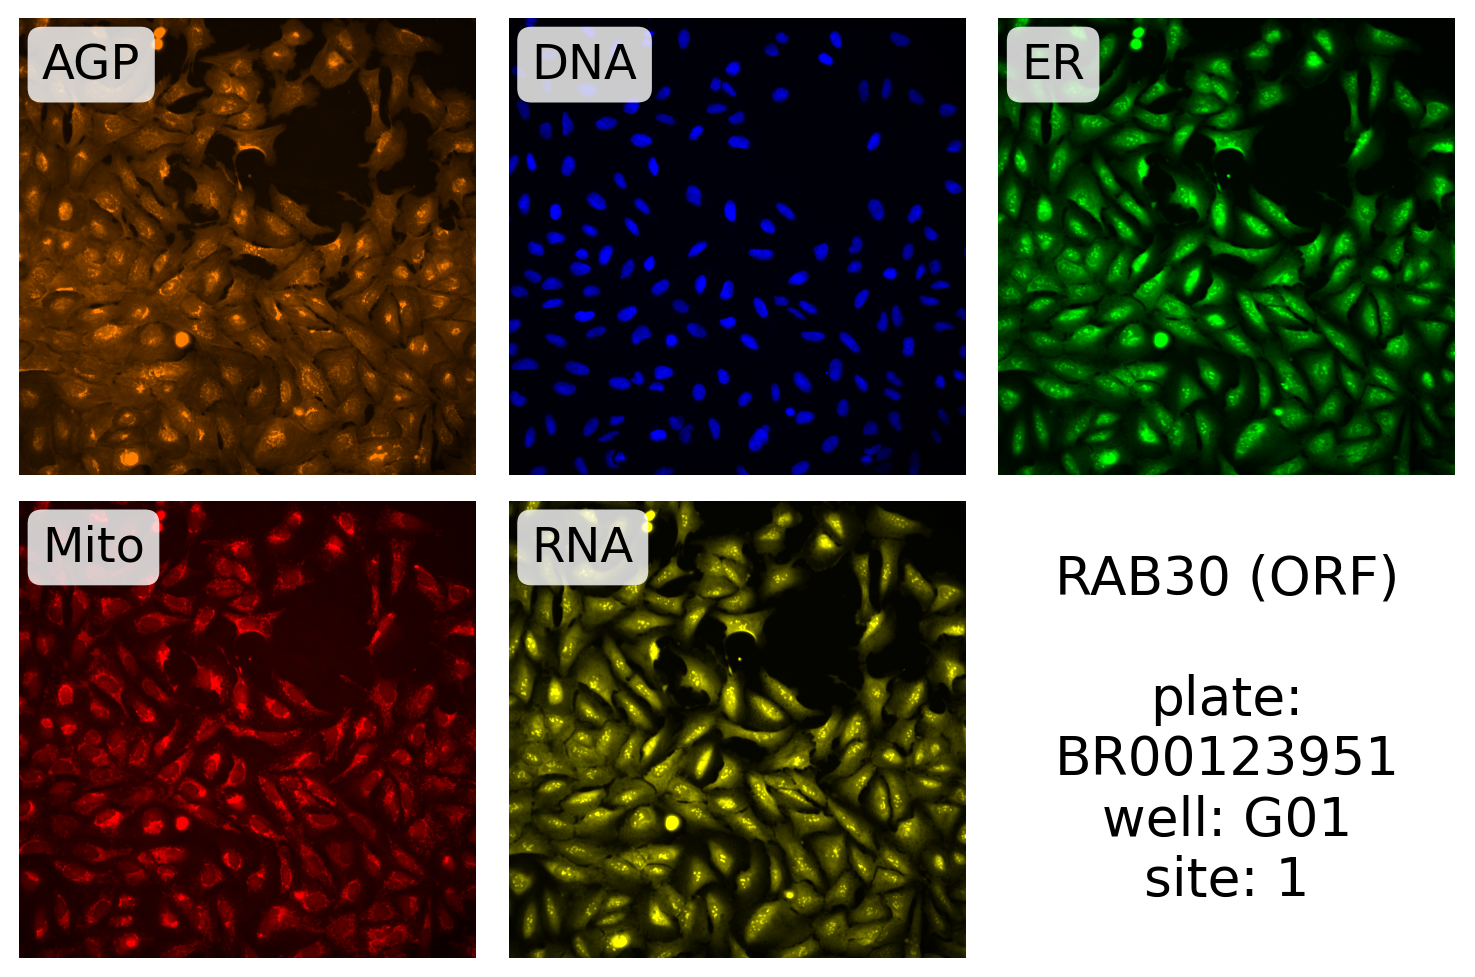 AGP
DNA
ER
Mito
RNA
RAB30 (ORF)
plate:
BR00123951
well: G01
site: 1